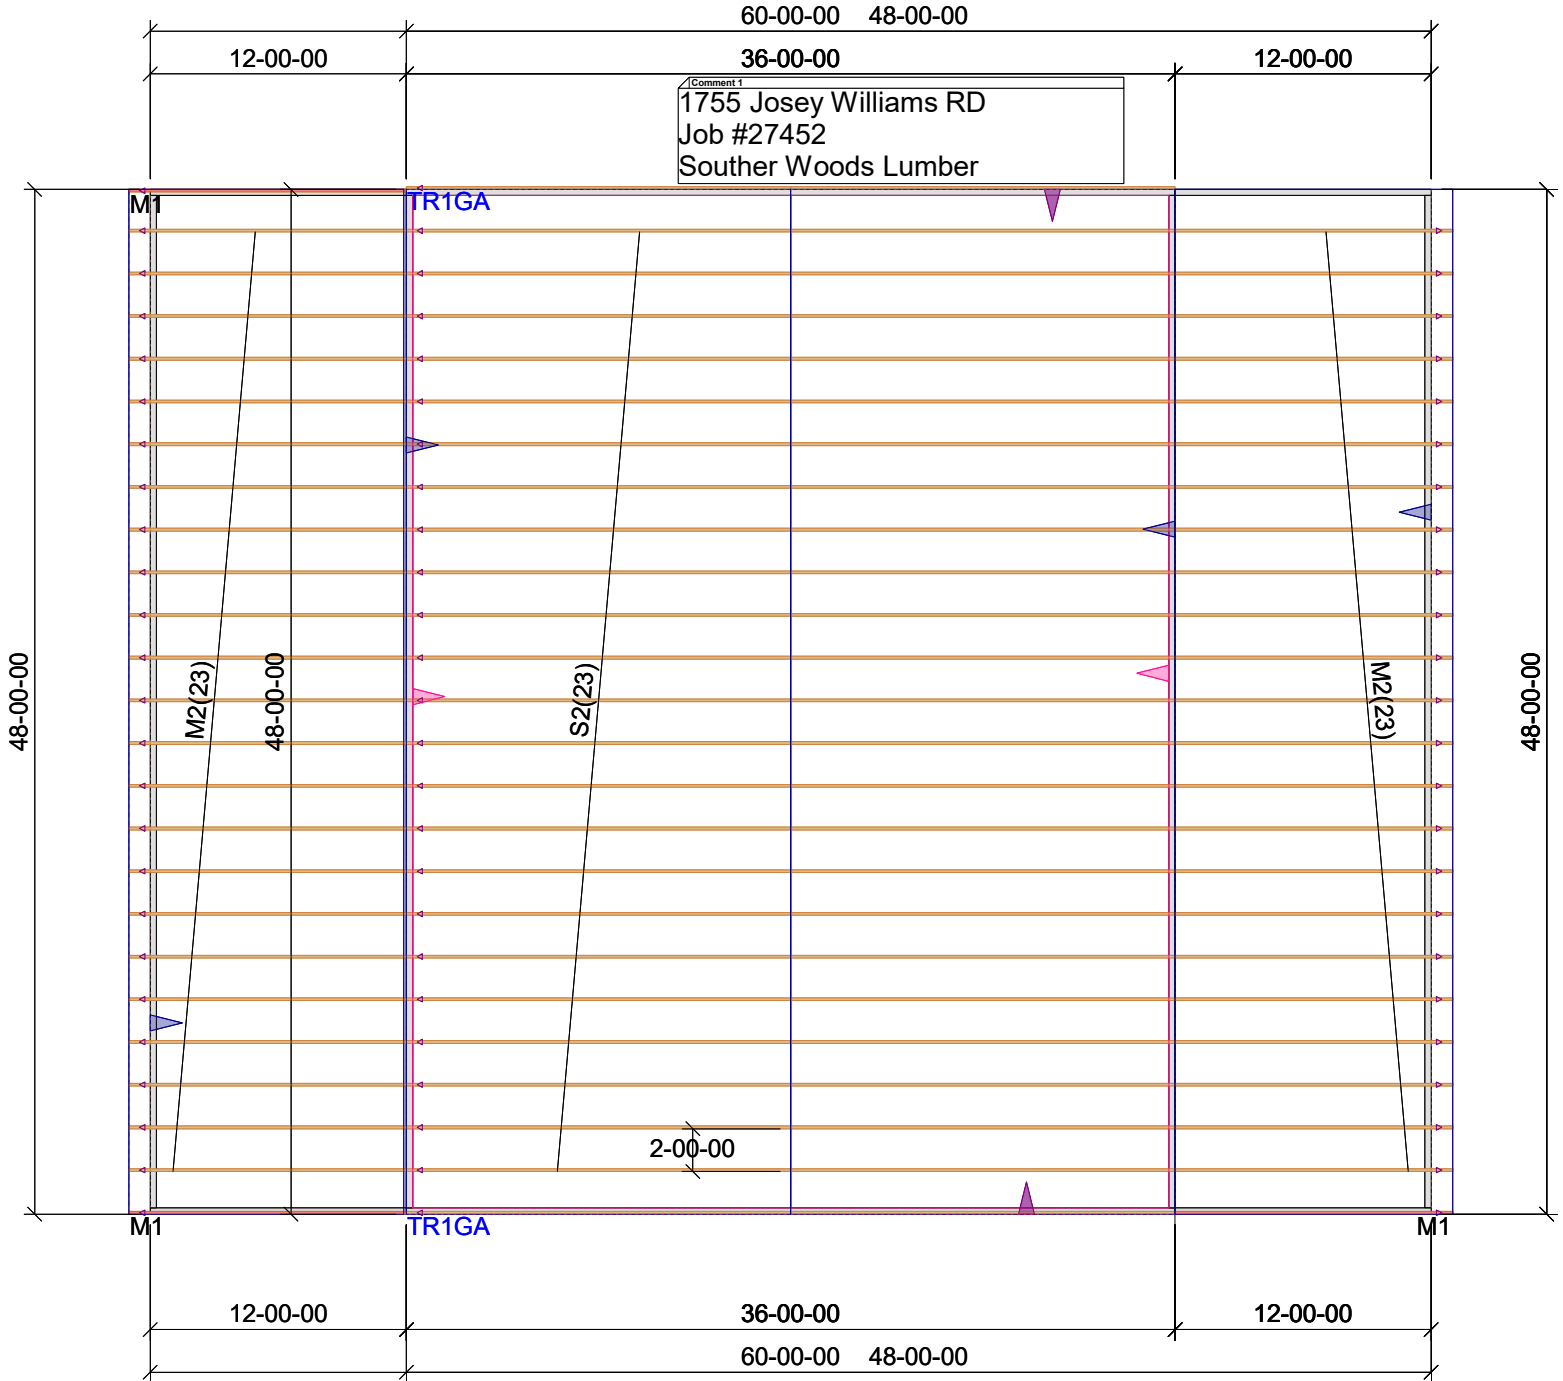 60-00-00 48-00-00
12-00-00 36-00-00 12-00-00
Comment 1
1755 Josey Williams RD
Job #27452
Souther Woods Lumber
M1 TR1GA
48-00-00 M2(23) 48-00-00 S2(23) M2(23) 48-00-00
2-00-00
M1 TR1GA M1
12-00-00 36-00-00 12-00-00
60-00-00 48-00-00